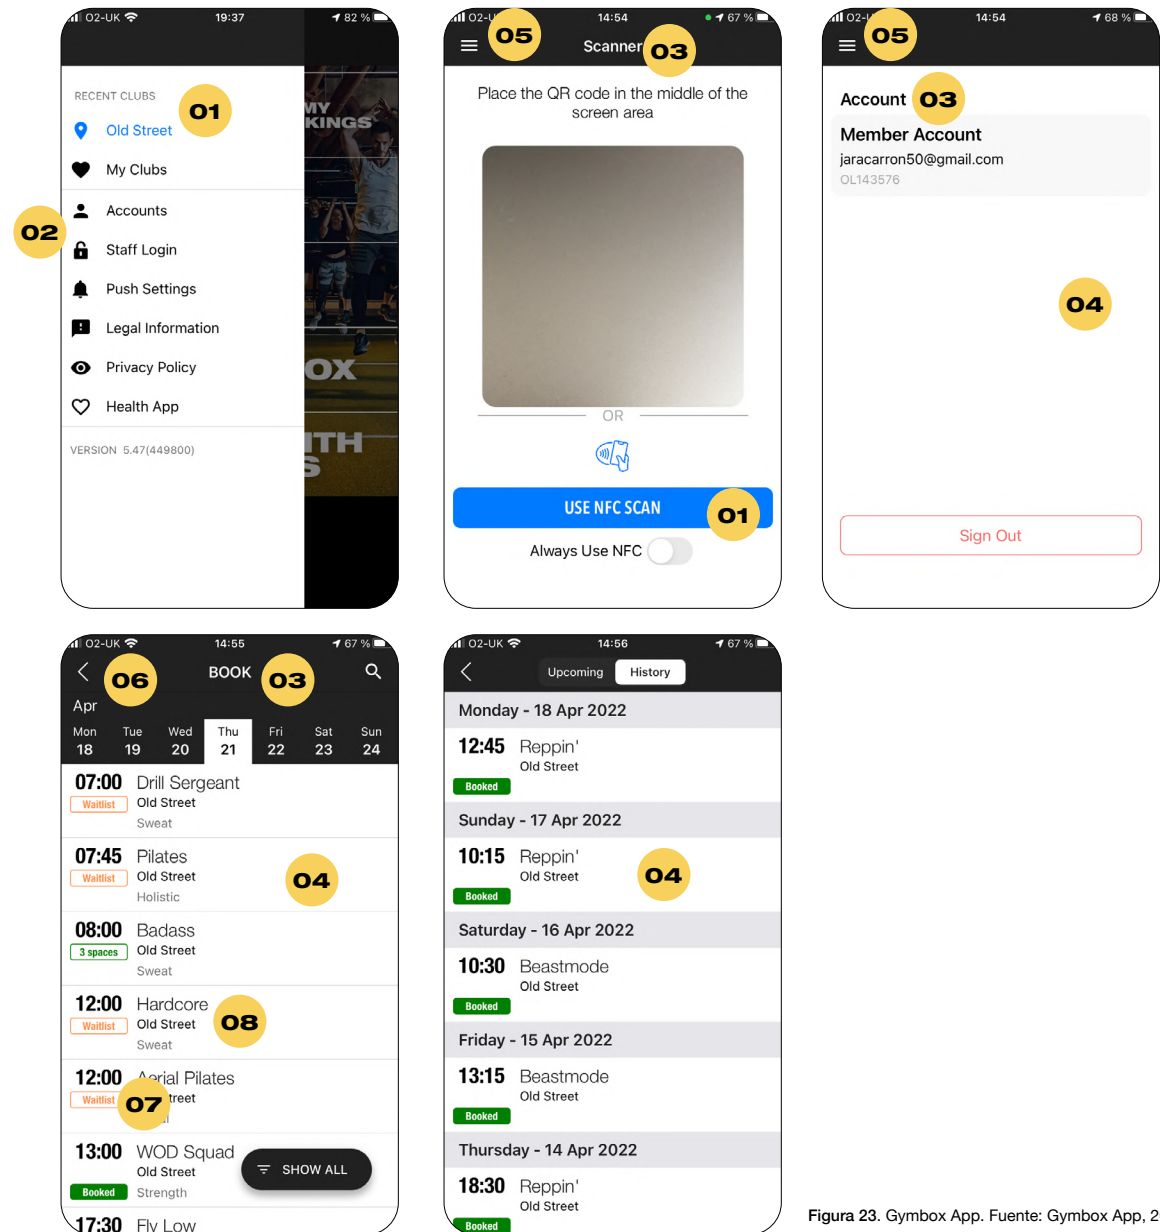 O2-UK
19:37
82 %
RECENT CLUBS
01
Old Street
My Clubs
02
Accounts
Staff Login
Push Settings
Legal Information
Privacy Policy
Health App
VERSION 5.47(449800)
MY
KINGS
OX
TH
S
O2-U
14:54
67 %
05
Scanner
03
Place the QR code in the middle of the
screen area
OR
USE NFC SCAN
01
Always Use NFC
O2-
14:54
68 %
05
Account
03
Member Account
jaracarron50@gmail.com
OL143576
04
Sign Out
O2-UK
14:55
67 %
06
BOOK
03
Apr
Mon Tue Wed Thu Fri Sat Sun
18 19 20 21 22 23 24
07:00 Drill Sergeant
Waitlist Old Street
Sweat
07:45 Pilates
Waitlist Old Street
Holistic
04
08:00 Badass
3 spaces Old Street
Sweat
12:00 Hardcore
Waitlist Old Street
Sweat
08
12:00 Aerial Pilates
Waitlist treet
07
13:00 WOD Squad
Old Street
Booked Strength
SHOW ALL
17:30 Fly Low
O2-UK
14:56
67 %
Upcoming History
Monday - 18 Apr 2022
12:45 Reppin'
Old Street
Booked
Sunday - 17 Apr 2022
10:15 Reppin'
Old Street
04
Booked
Saturday - 16 Apr 2022
10:30 Beastmode
Old Street
Booked
Friday - 15 Apr 2022
13:15 Beastmode
Old Street
Booked
Thursday - 14 Apr 2022
18:30 Reppin'
Old Street
Booked
Figura 23. Gymbox App. Fuente: Gymbox App, 2